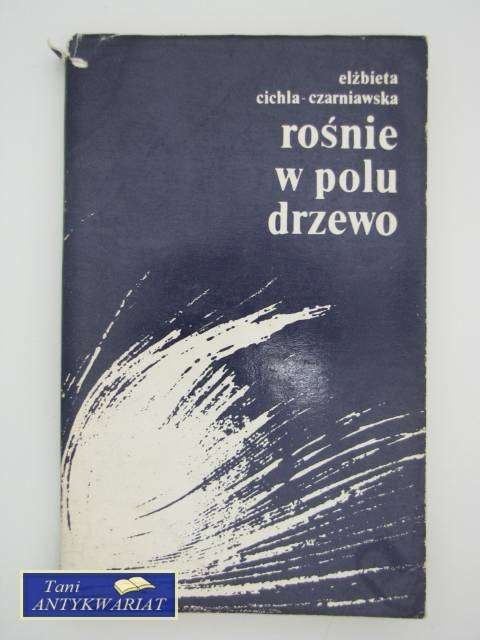 elżbieta
cichla-czarniawska
rośnie
w polu
drzewo
Tani
ANTYKWARIAT